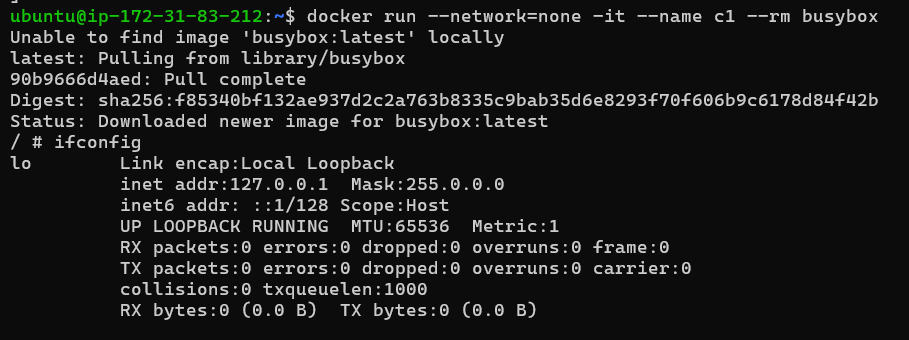 ubuntu@ip-172-31-83-212:~$ docker run --network=none -it --name c1 --rm busybox
Unable to find image 'busybox:latest' locally
latest: Pulling from library/busybox
90b9666d4aed: Pull complete
Digest: sha256:f85340bf132ae937d2c2a763b8335c9bab35d6e8293f70f606b9c6178d84f42b
Status: Downloaded newer image for busybox:latest
/ # ifconfig
lo        Link encap:Local Loopback
          inet addr:127.0.0.1  Mask:255.0.0.0
          inet6 addr: ::1/128 Scope:Host
          UP LOOPBACK RUNNING  MTU:65536  Metric:1
          RX packets:0 errors:0 dropped:0 overruns:0 frame:0
          TX packets:0 errors:0 dropped:0 overruns:0 carrier:0
          collisions:0 txqueuelen:1000
          RX bytes:0 (0.0 B)  TX bytes:0 (0.0 B)